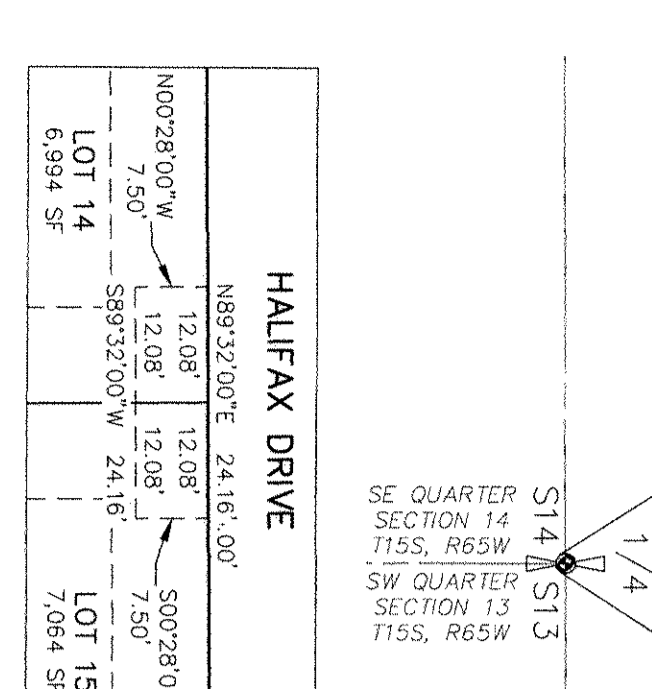 HALIFAX DRIVE
N89°32'00"E 24.16'.00'
12.08' 12.08'
12.08' 12.08'
N00°28'00"W
7.50'
S00°28'0
7.50'
S89°32'00"W 24.16'
LOT 14
6,994 SF
LOT 15
7,064 SF
1/4
S14 S13
SE QUARTER
SECTION 14
T15S, R65W
SW QUARTER
SECTION 13
T15S, R65W